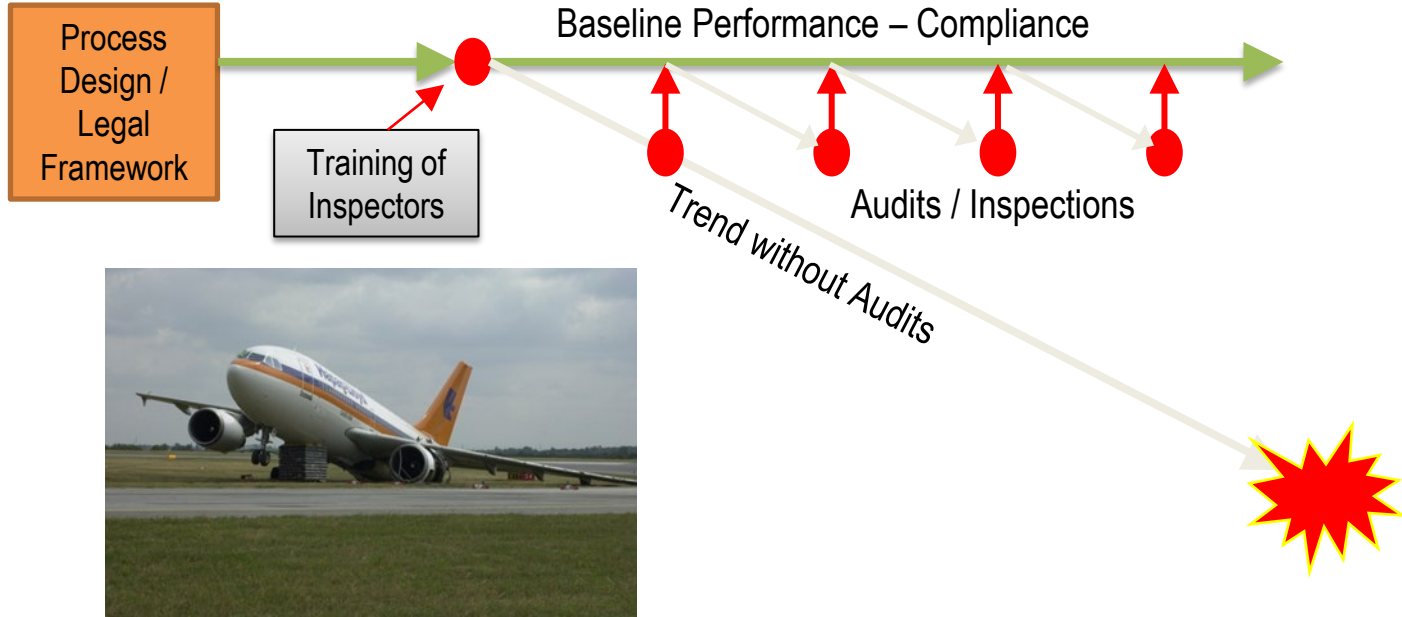 Process
Design /
Legal
Framework
Baseline Performance – Compliance
Training of
Inspectors
Audits / Inspections
Trend without Audits